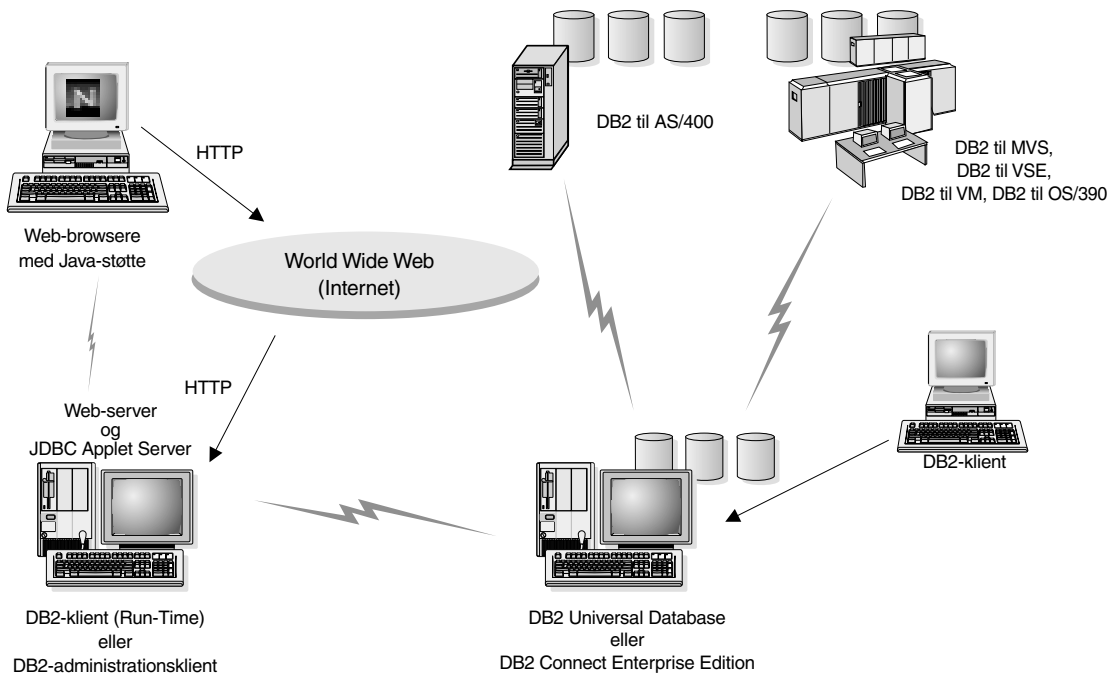 N
DB2 til AS/400
DB2 til MVS,
DB2 til VSE,
DB2 til VM, DB2 til OS/390
HTTP
Web-browsere
med Java-støtte
World Wide Web
(Internet)
HTTP
Web-server
og
JDBC Applet Server
DB2-klient
DB2-klient (Run-Time)
eller
DB2-administrationsklient
DB2 Universal Database
eller
DB2 Connect Enterprise Edition